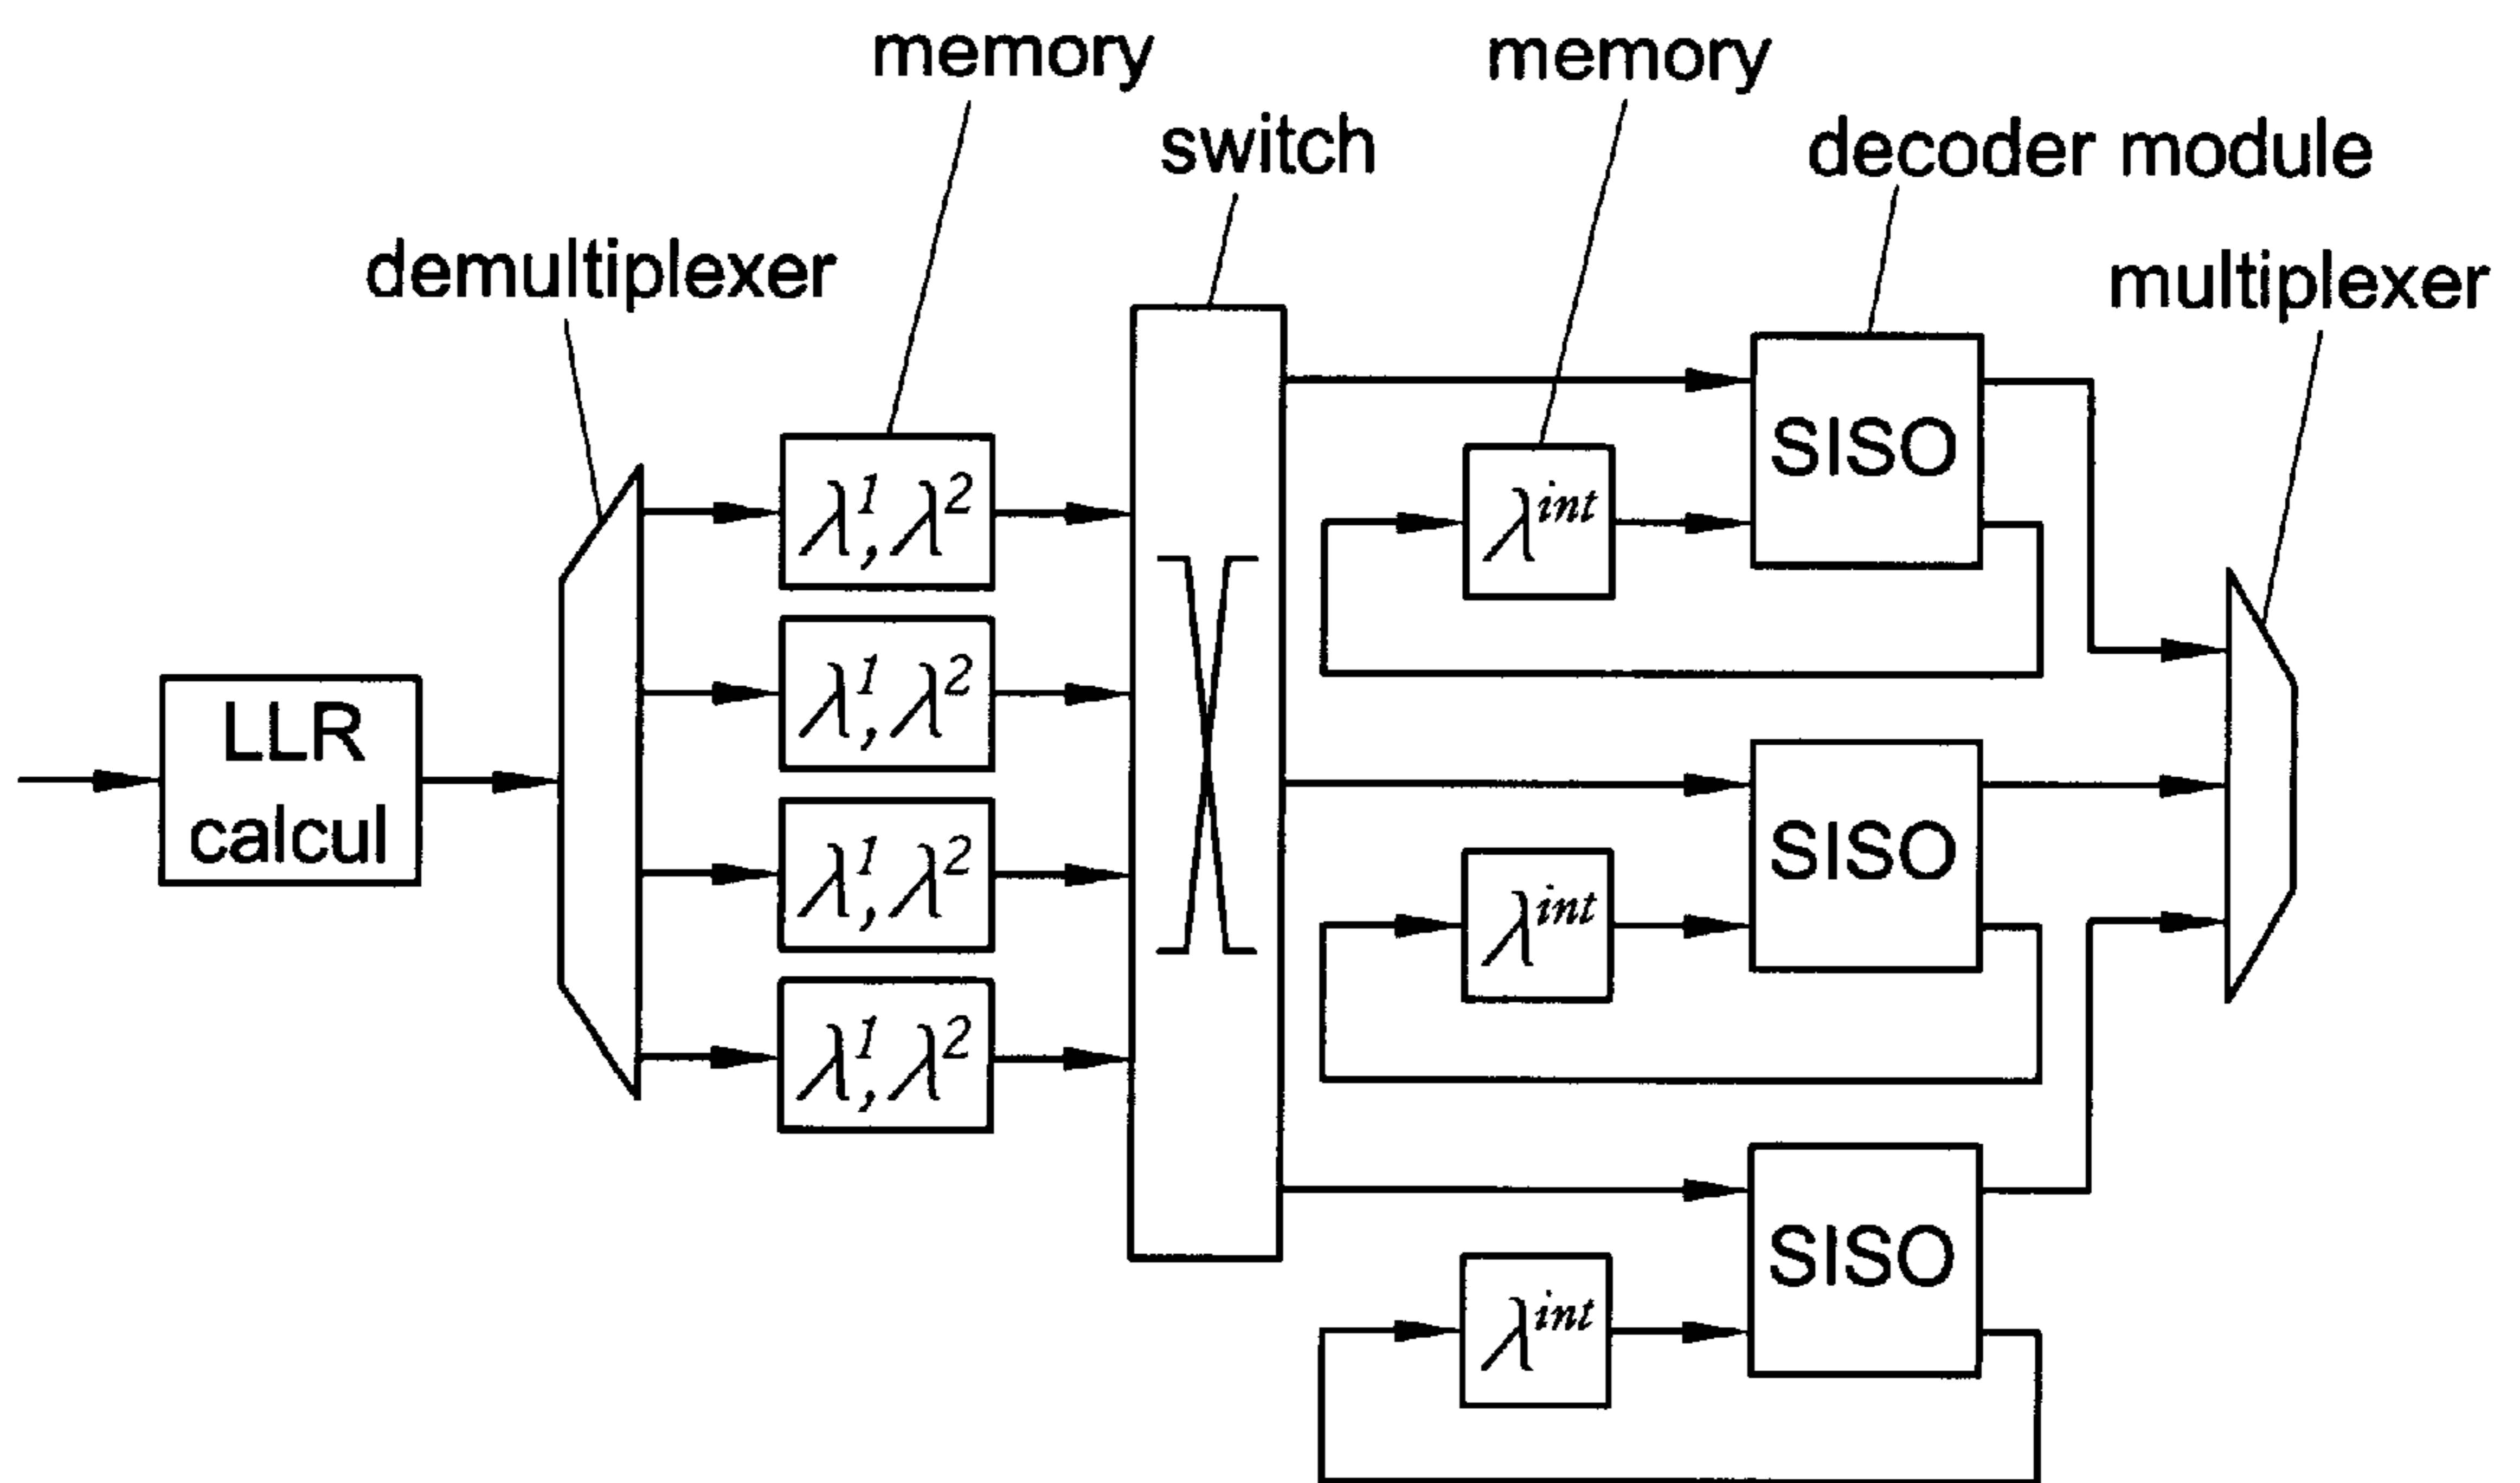 memory
memory
switch
decoder module
demultiplexer
multiplexer
λ¹,λ²
SISO
λⁱⁿᵗ
λ¹,λ²
LLR
calcul
λ¹,λ²
SISO
λⁱⁿᵗ
λ¹,λ²
SISO
λⁱⁿᵗ